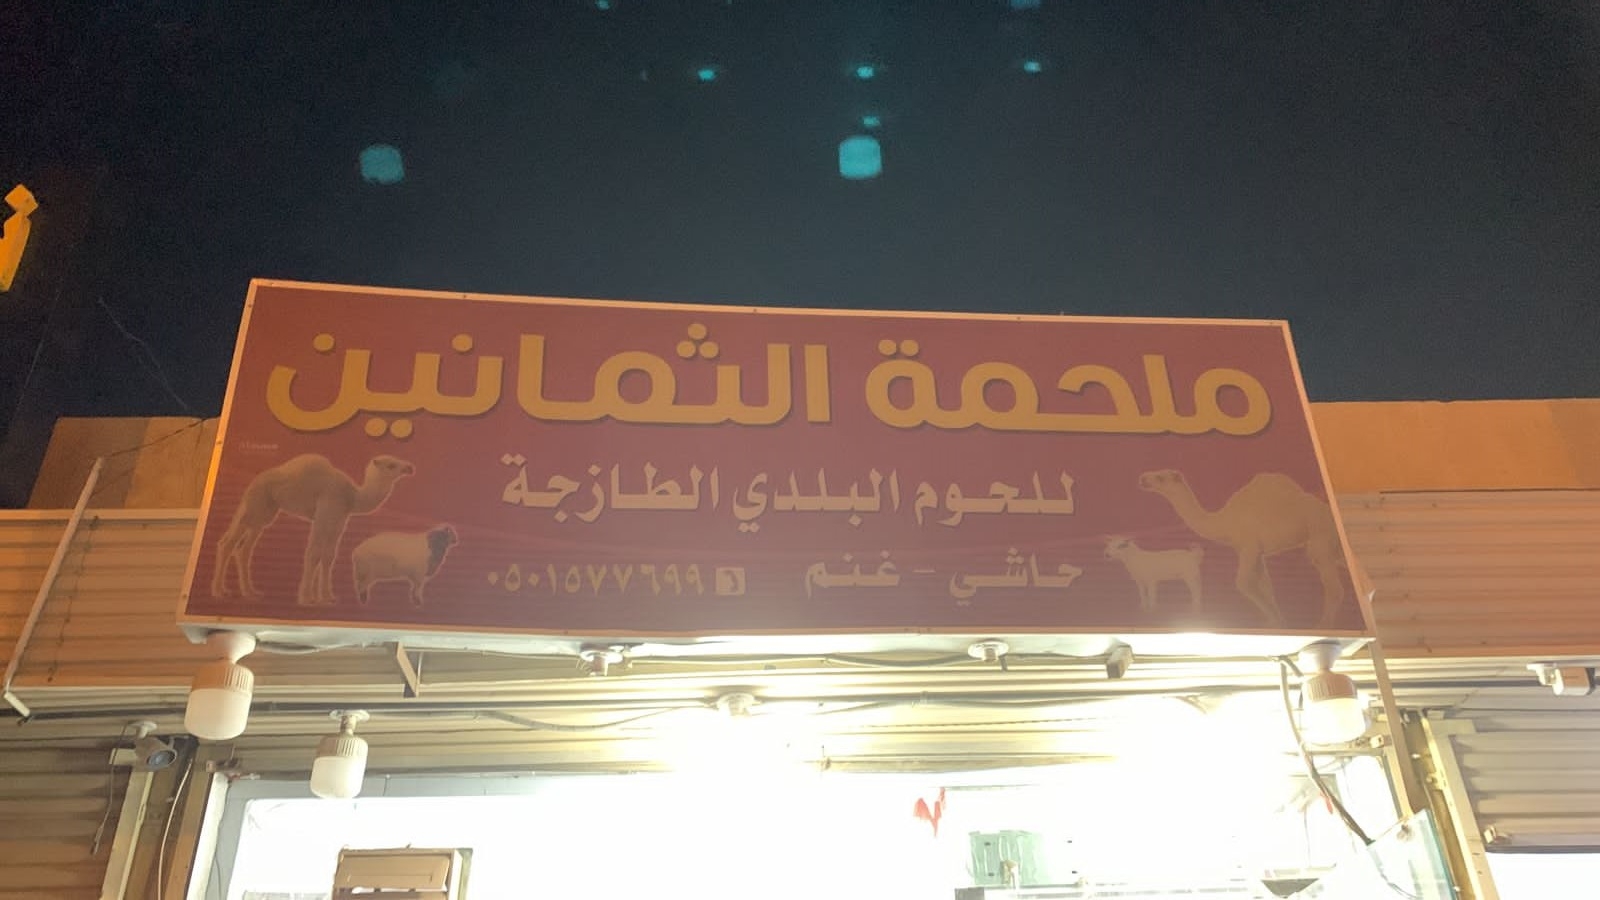 ملحمة الثمانين
للحوم البلدي الطازجة
حاشي - غنم ٠٥٠١٥٧٧٦٩٩